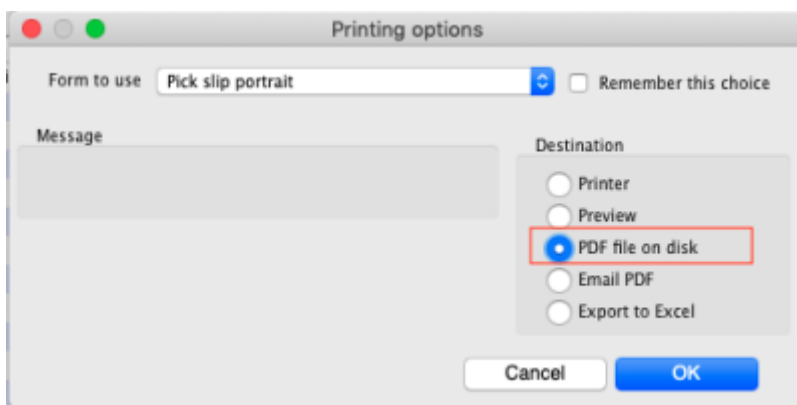 Printing options
Form to use Pick slip portrait Remember this choice
Message
Destination
Printer
Preview
PDF file on disk
Email PDF
Export to Excel
Cancel OK